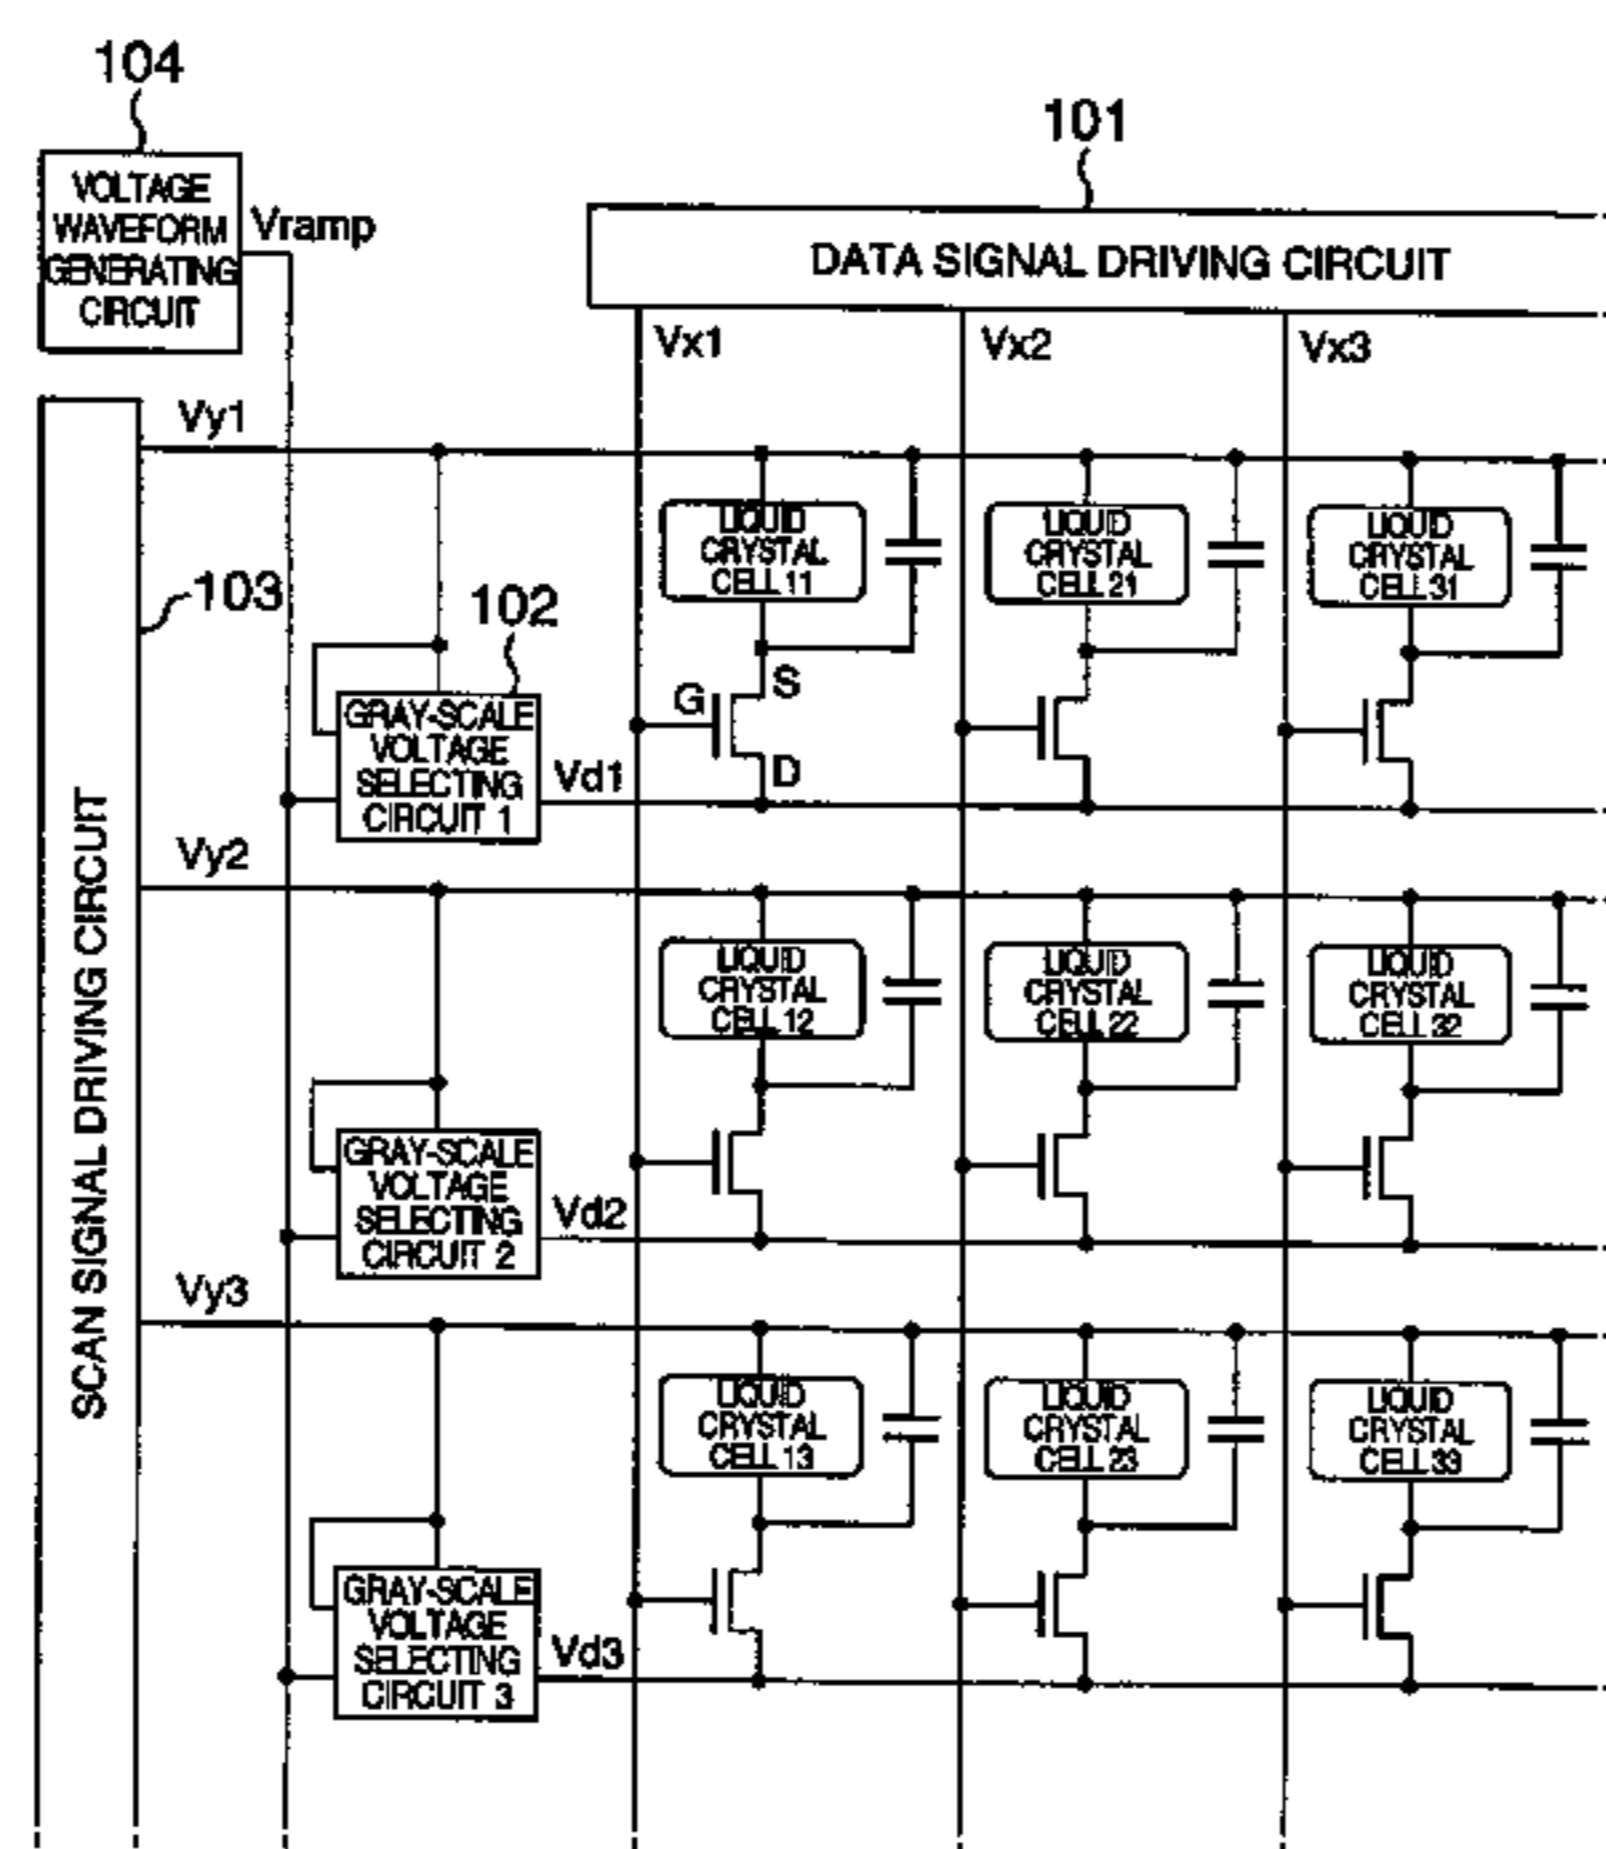 104
VOLTAGE
WAVEFORM
GENERATING
CIRCUIT
Vramp
101
DATA SIGNAL DRIVING CIRCUIT
Vx1
Vx2
Vx3
SCAN SIGNAL DRIVING CIRCUIT
103
Vy1
LIQUID
CRYSTAL
CELL 11
LIQUID
CRYSTAL
CELL 21
LIQUID
CRYSTAL
CELL 31
102
G
S
D
GRAY-SCALE
VOLTAGE
SELECTING
CIRCUIT 1
Vd1
Vy2
LIQUID
CRYSTAL
CELL 12
LIQUID
CRYSTAL
CELL 22
LIQUID
CRYSTAL
CELL 32
GRAY-SCALE
VOLTAGE
SELECTING
CIRCUIT 2
Vd2
Vy3
LIQUID
CRYSTAL
CELL 13
LIQUID
CRYSTAL
CELL 23
LIQUID
CRYSTAL
CELL 33
GRAY-SCALE
VOLTAGE
SELECTING
CIRCUIT 3
Vd3